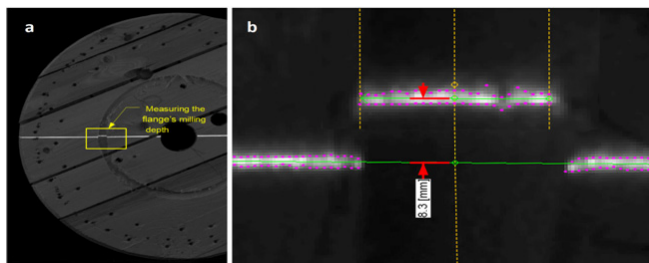 a
Measuring the
flange's milling
depth
b
8.3 [mm]